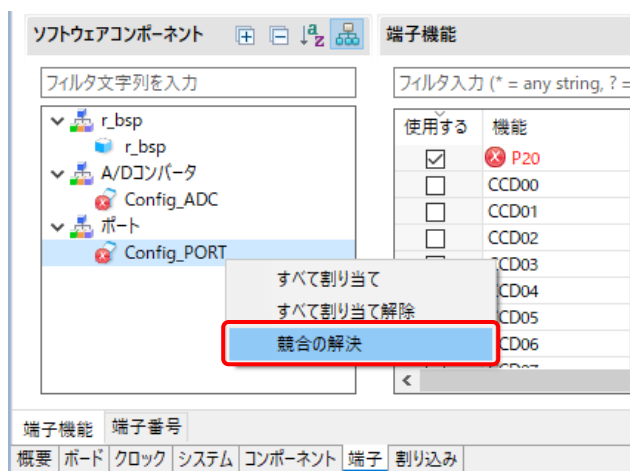 ソフトウェアコンポーネント
端子機能
フィルタ文字列を入力
フィルタ入力 (* = any string, ? =
r_bsp
r_bsp
A/Dコンバータ
Config_ADC
ポート
Config_PORT
使用する 機能
P20
CCD00
CCD01
CCD02
CCD03
CCD04
CCD05
CCD06
すべて割り当て
すべて割り当て解除
競合の解決
端子機能 端子番号
概要 ボード クロック システム コンポーネント 端子 割り込み